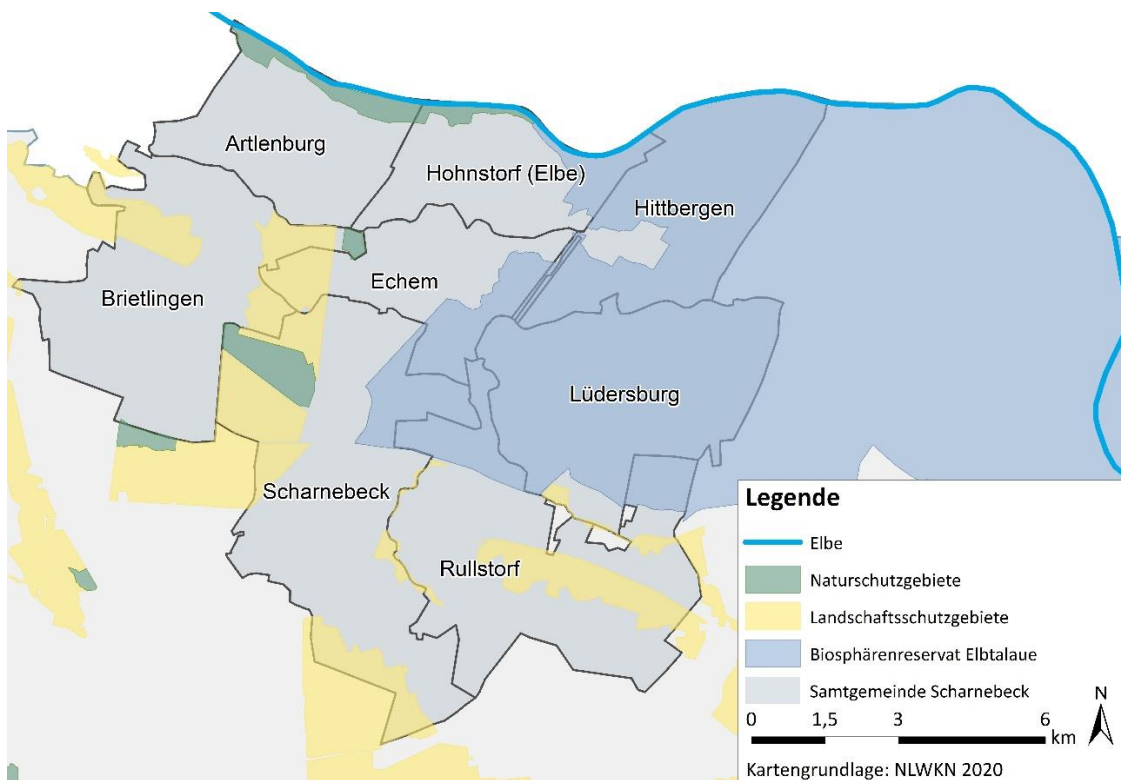 Artlenburg
Hohnstorf (Elbe)
Hittbergen
Echem
Brietlingen
Lüdersburg
Scharnebeck
Rullstorf
Legende
Elbe
Naturschutzgebiete
Landschaftsschutzgebiete
Biosphärenreservat Elbtalaue
Samtgemeinde Scharnebeck
N
0 1,5 3 6
km
Kartengrundlage: NLWKN 2020